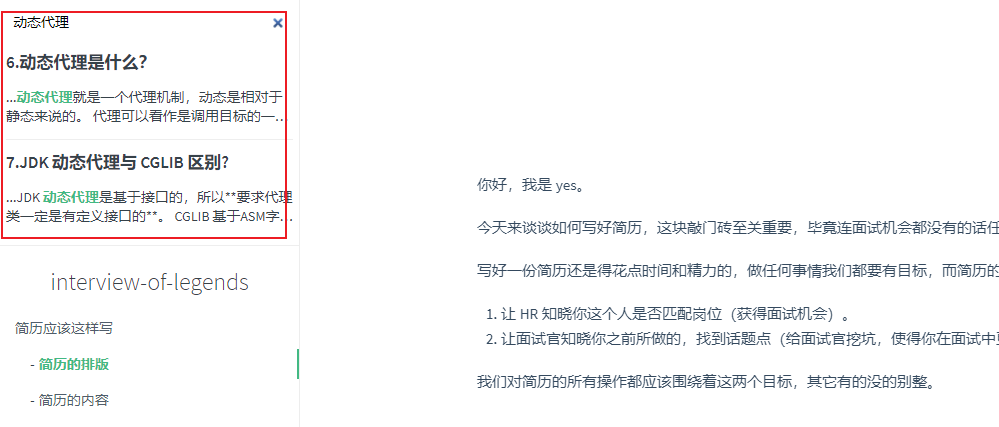 动态代理
6.动态代理是什么？
...动态代理就是一个代理机制，动态是相对于
静态来说的。 代理可以看作是调用目标的一...
7.JDK 动态代理与 CGLIB 区别？
...JDK 动态代理是基于接口的，所以**要求代理
类一定是有定义接口的**。 CGLIB 基于ASM字...
interview-of-legends
简历应该这样写
- 简历的排版
- 简历的内容
你好，我是 yes。
今天来谈谈如何写好简历，这块敲门砖至关重要，毕竟连面试机会都没有的话任
写好一份简历还是得花点时间和精力的，做任何事情我们都要有目标，而简历的
1. 让 HR 知晓你这个人是否匹配岗位（获得面试机会）。
2. 让面试官知晓你之前所做的，找到话题点（给面试官挖坑，使得你在面试中
我们对简历的所有操作都应该围绕着这两个目标，其它有的没的别整。